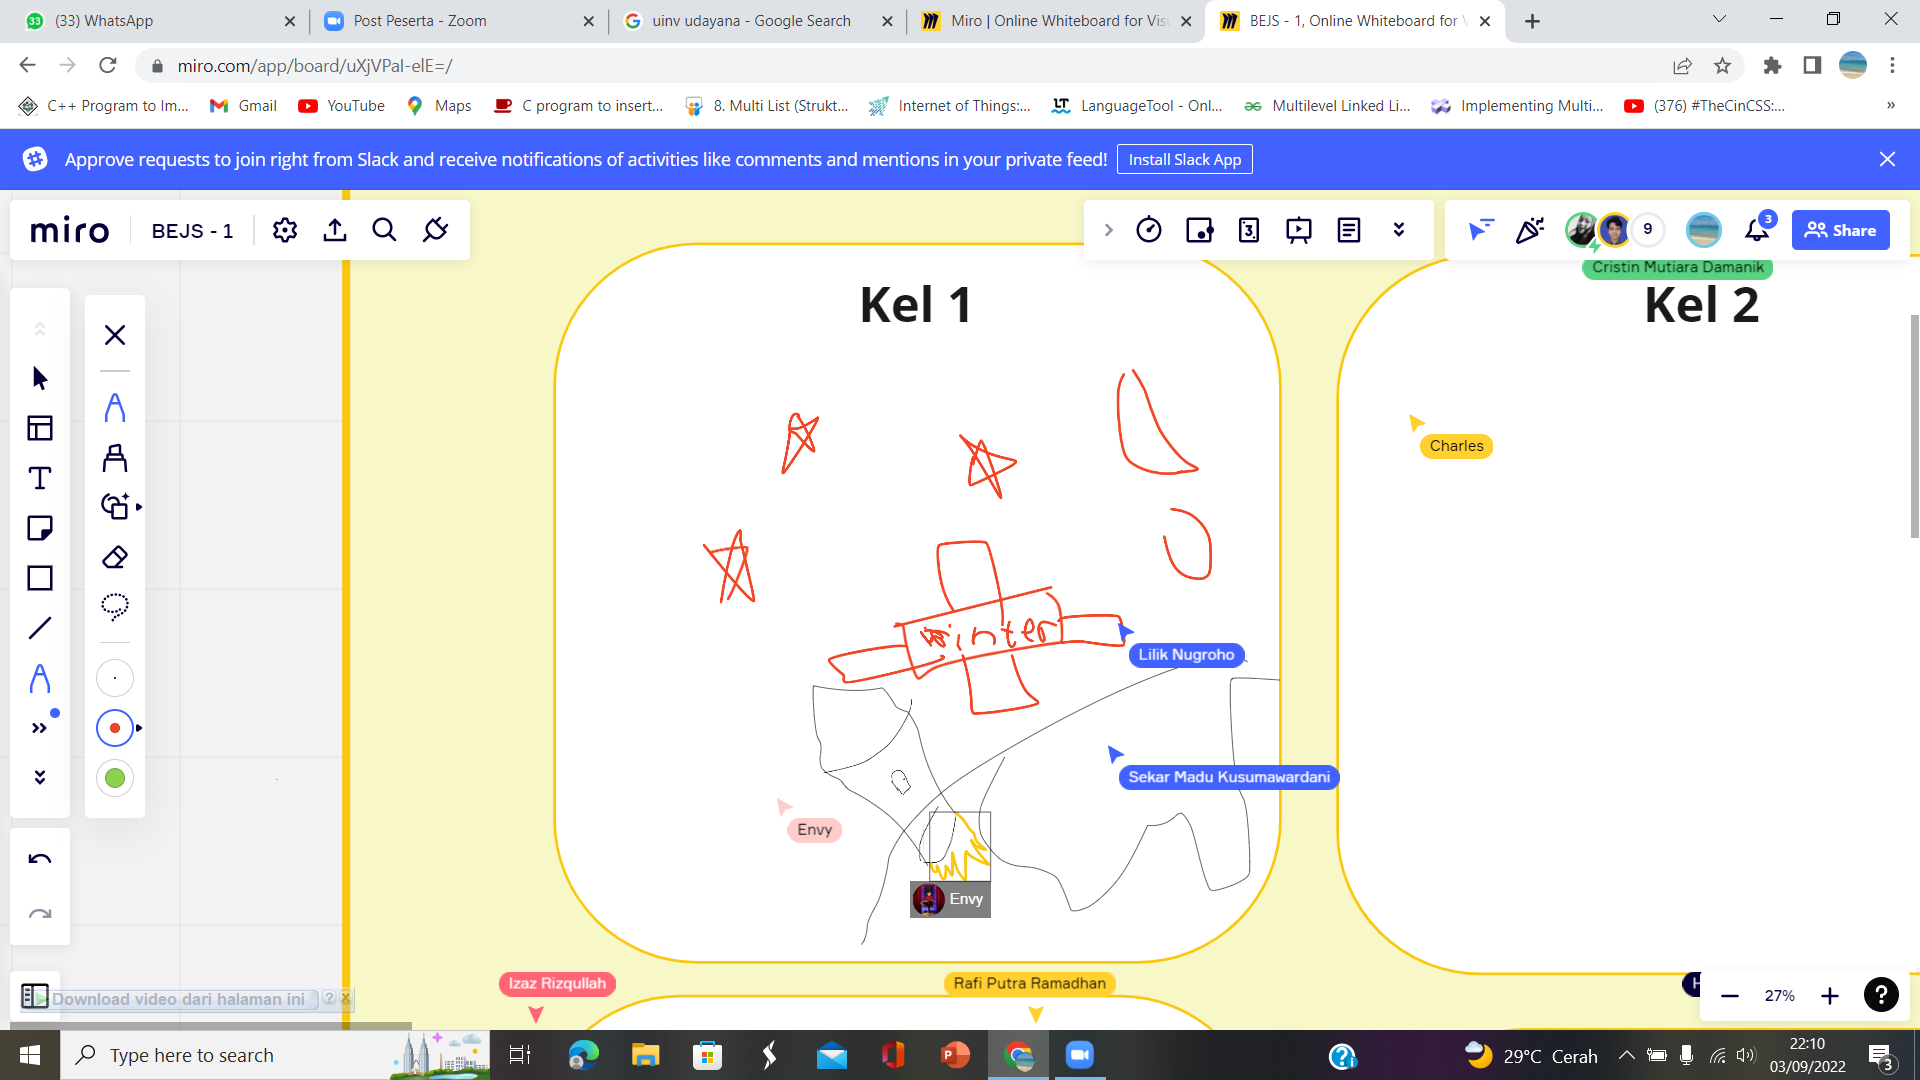 (33) WhatsApp
Post Peserta - Zoom
uinv udayana - Google Search
Miro | Online Whiteboard for Vis
BEJS - 1, Online Whiteboard for V
miro.com/app/board/uXjVPaI-elE=/
C++ Program to Im...
Gmail
YouTube
Maps
C program to insert...
8. Multi List (Strukt...
Internet of Things:...
LanguageTool - Onl...
Multilevel Linked Li...
Implementing Multi...
(376) #TheCinCSS:...
»
Approve requests to join right from Slack and receive notifications of activities like comments and mentions in your private feed!
Install Slack App
miro
BEJS - 1
9
3
Share
Cristin Mutiara Damanik
Kel 1
Kel 2
Charles
inter
Lilik Nugroho
Sekar Madu Kusumawardani
Envy
Envy
Izaz Rizqullah
Rafi Putra Ramadhan
H
Download video dari halaman ini
? x
27%
?
Type here to search
29°C Cerah
22:10
03/09/2022
3